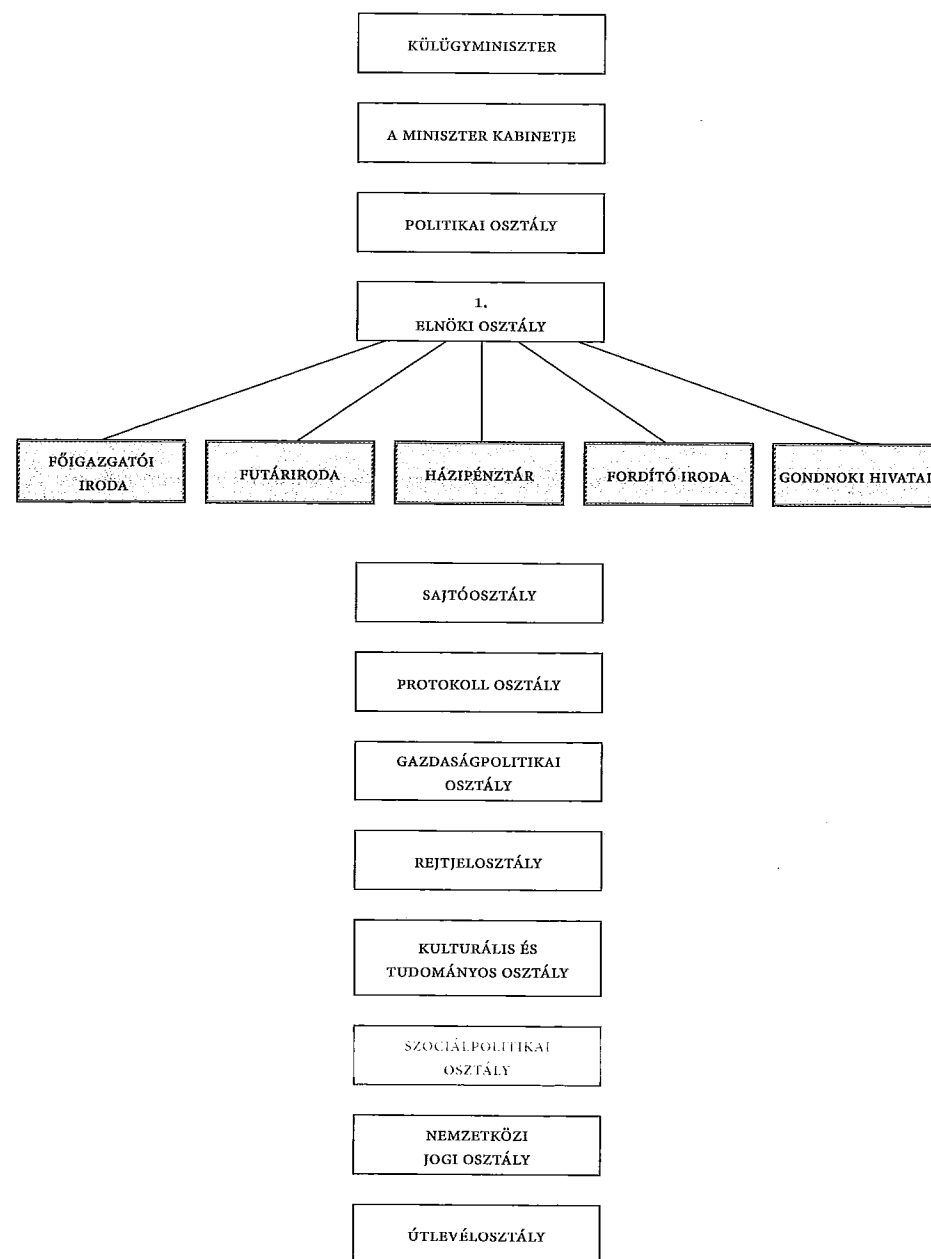 KÜLÜGYMINISZTER
A MINISZTER KABINETJE
POLITIKAI OSZTÁLY
1.
ELNÖKI OSZTÁLY
FŐIGAZGATÓI
IRODA
FUTÁRIRODA
HÁZIPÉNZTÁR
FORDÍTÓ IRODA
GONDNOKI HIVATAL
SAJTÓOSZTÁLY
PROTOKOLL OSZTÁLY
GAZDASÁGPOLITIKAI
OSZTÁLY
REJTJELOSZTÁLY
KULTURÁLIS ÉS
TUDOMÁNYOS OSZTÁLY
SZOCIÁLPOLITIKAI
OSZTÁLY
NEMZETKÖZI
JOGI OSZTÁLY
ÚTLEVÉLOSZTÁLY